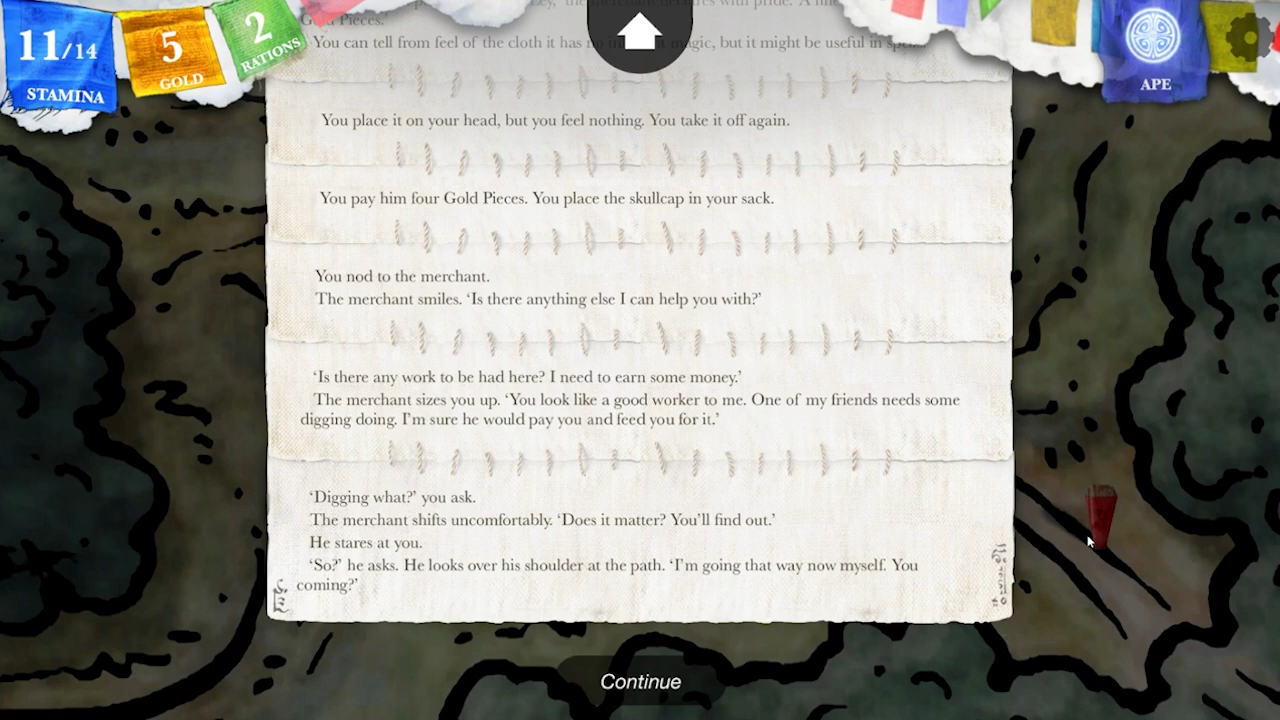 11/14
STAMINA
5
GOLD
2
RATIONS
APE
Gold Pieces.
You can tell from feel of the cloth it has no magic, but it might be useful in
You place it on your head, but you feel nothing. You take it off again.
You pay him four Gold Pieces. You place the skullcap in your sack.
You nod to the merchant.
The merchant smiles. ‘Is there anything else I can help you with?’
‘Is there any work to be had here? I need to earn some money.’
The merchant sizes you up. ‘You look like a good worker to me. One of my friends needs some
digging doing. I’m sure he would pay you and feed you for it.’
‘Digging what?’ you ask.
The merchant shifts uncomfortably. ‘Does it matter? You’ll find out.’
He stares at you.
‘So?’ he asks. He looks over his shoulder at the path. ‘I’m going that way now myself. You
coming?’
Continue